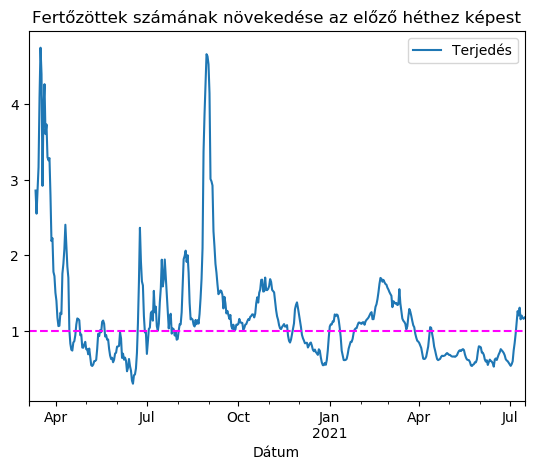 Fertőzöttek számának növekedése az előző héthez képest
Terjedés
4
3
2
1
Apr
Jul
Oct
Jan
2021
Apr
Jul
Dátum